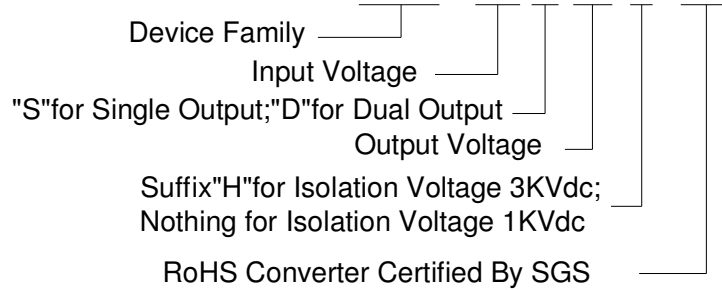 Device Family
Input Voltage
"S"for Single Output;"D"for Dual Output
Output Voltage
Suffix"H"for Isolation Voltage 3KVdc;
Nothing for Isolation Voltage 1KVdc
RoHS Converter Certified By SGS